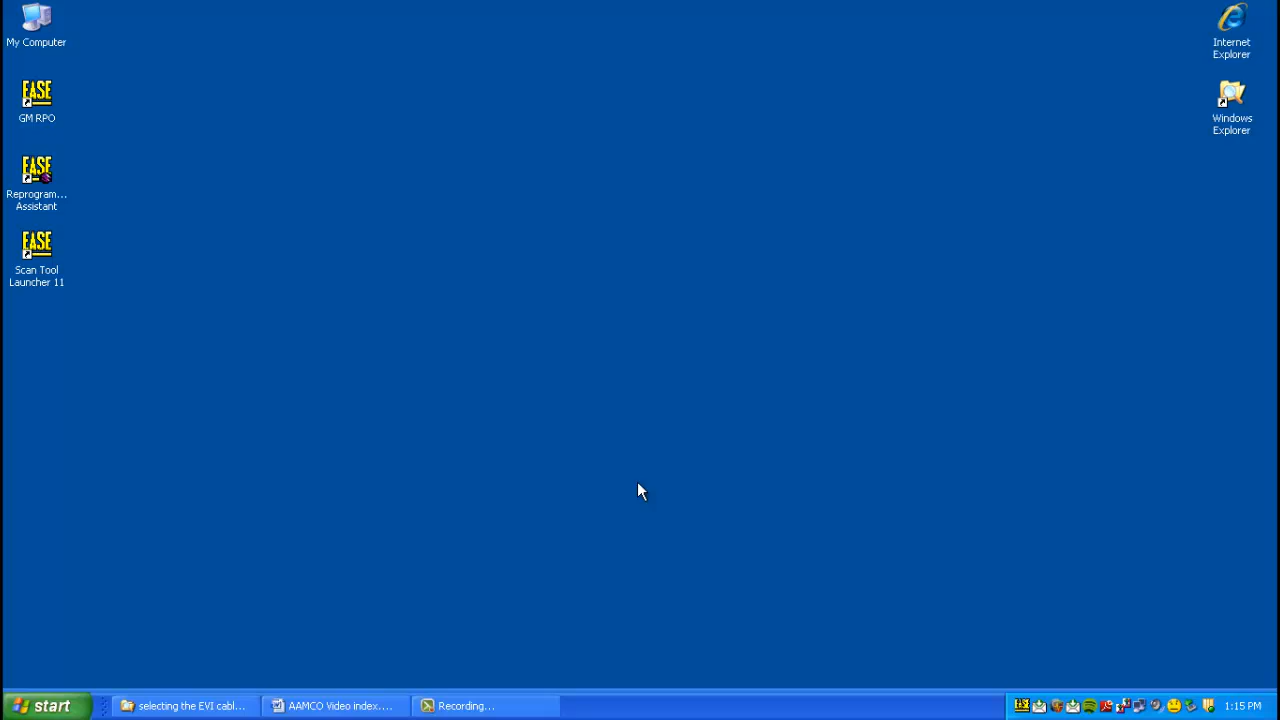 My Computer
EASE
GM RPO
EASE
Reprogram...
Assistant
EASE
Scan Tool
Launcher 11
Internet
Explorer
Windows
Explorer
start
selecting the EVI cabl...
AAMCO Video index....
Recording...
EASE
1:15 PM